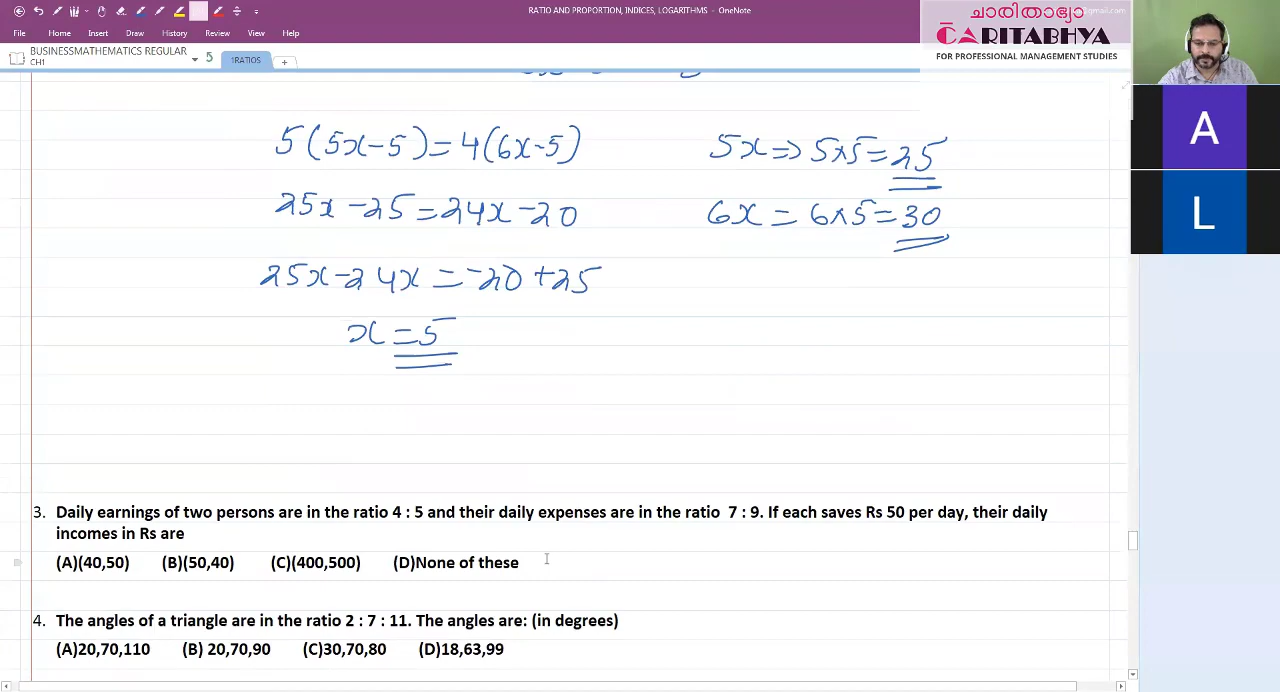 RATIO AND PROPORTION, INDICES, LOGARITHMS - OneNote
ചാരിതാഭ്യാ
@gmail.com
CARITABHYA
FOR PROFESSIONAL MANAGEMENT STUDIES
File Home Insert Draw History Review View Help
BUSINESSMATHEMATICS REGULAR
CH1
5
1RATIOS
5(5x-5)=4(6x-5) 5x⇒5×5=25
25x-25=24x-20 6x=6×5=30
25x-24x=-20+25
x=5
3. Daily earnings of two persons are in the ratio 4 : 5 and their daily expenses are in the ratio 7 : 9. If each saves Rs 50 per day, their daily
incomes in Rs are
(A)(40,50) (B)(50,40) (C)(400,500) (D)None of these
4. The angles of a triangle are in the ratio 2 : 7 : 11. The angles are: (in degrees)
(A)20,70,110 (B) 20,70,90 (C)30,70,80 (D)18,63,99
A
L